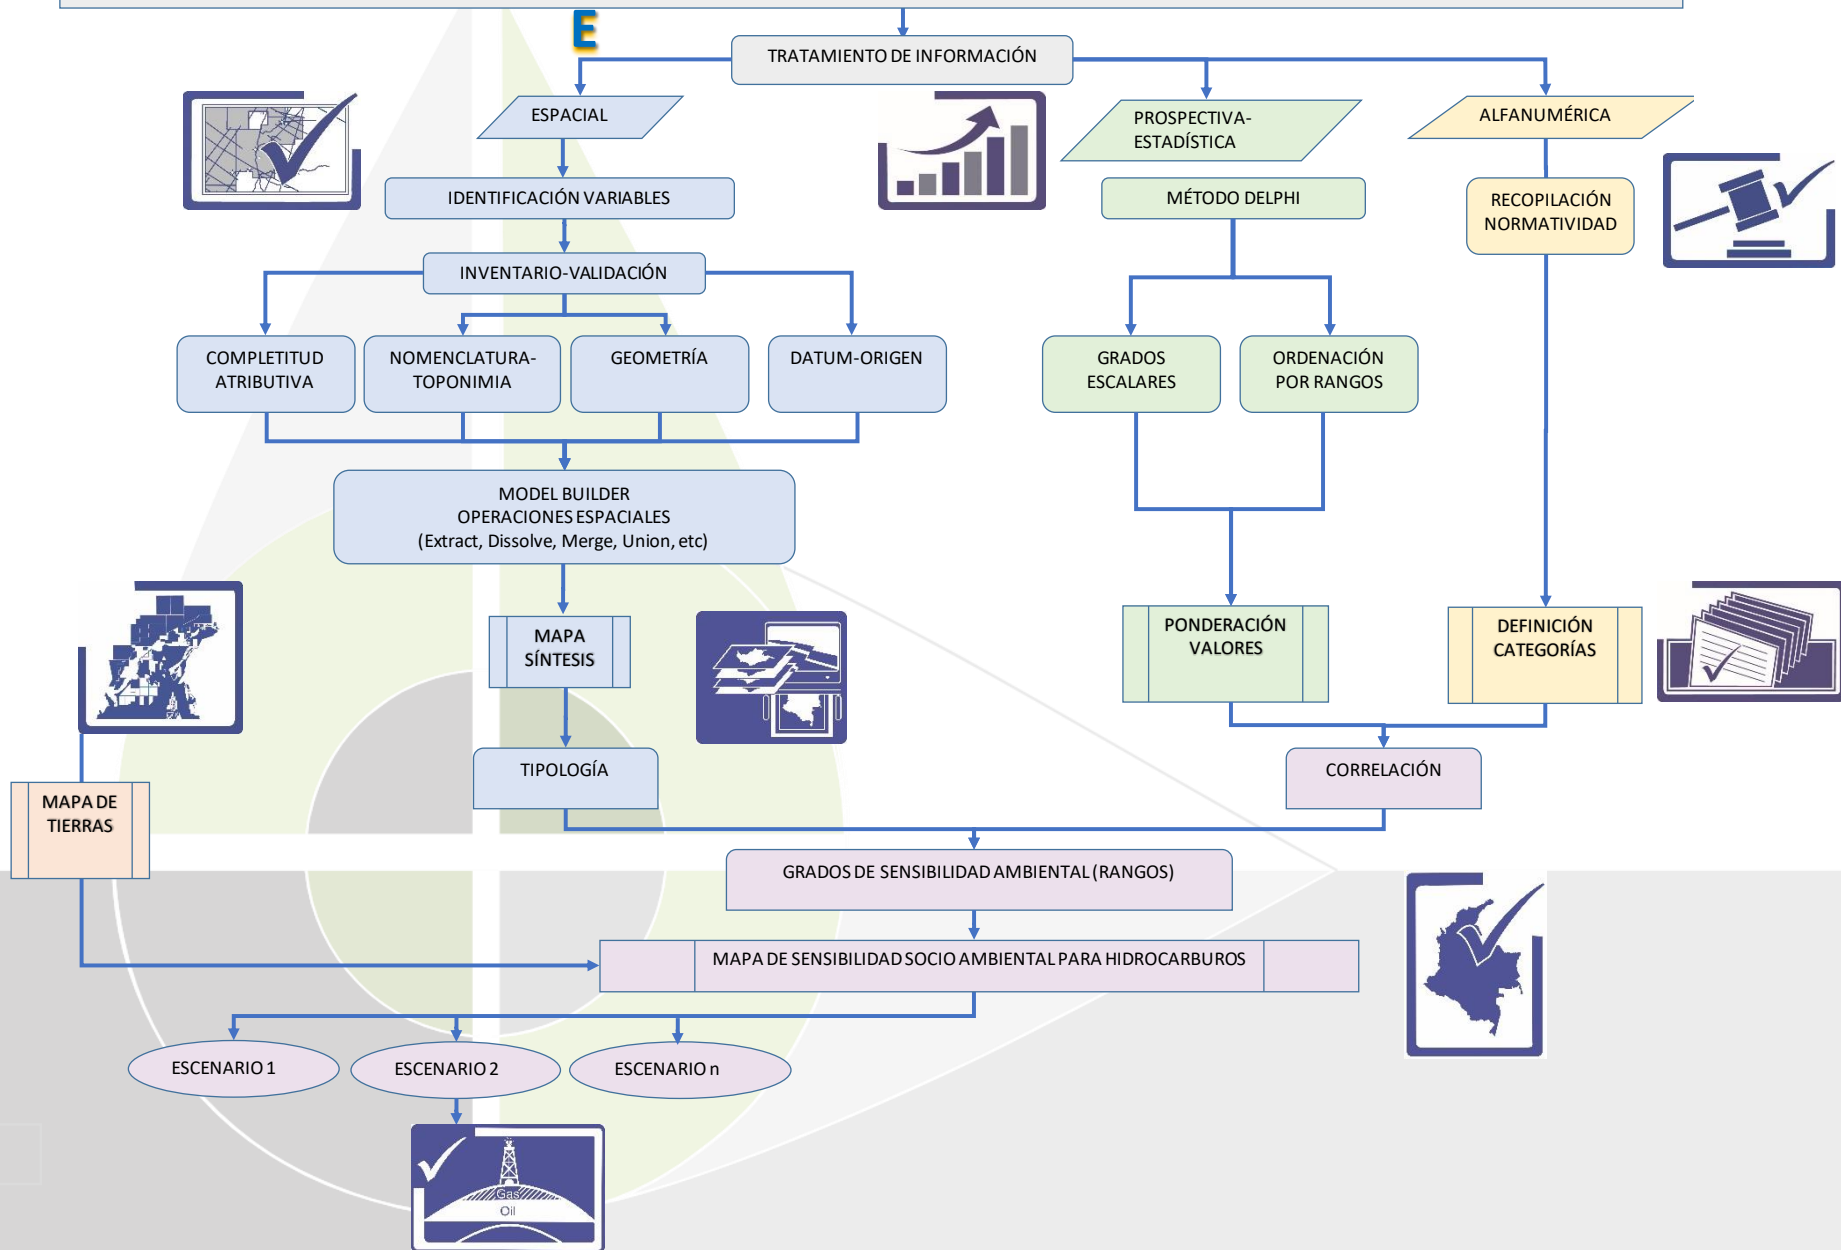 E
TRATAMIENTO DE INFORMACIÓN
ESPACIAL
PROSPECTIVA-
ESTADÍSTICA
ALFANUMÉRICA
IDENTIFICACIÓN VARIABLES
MÉTODO DELPHI
RECOPILACIÓN
NORMATIVIDAD
INVENTARIO-VALIDACIÓN
COMPLETITUD
ATRIBUTIVA
NOMENCLATURA-
TOPONIMIA
GEOMETRÍA
DATUM-ORIGEN
GRADOS
ESCALARES
ORDENACIÓN
POR RANGOS
MODEL BUILDER
OPERACIONES ESPACIALES
(Extract, Dissolve, Merge, Union, etc)
MAPA
SÍNTESIS
PONDERACIÓN
VALORES
DEFINICIÓN
CATEGORÍAS
TIPOLOGÍA
CORRELACIÓN
MAPA DE
TIERRAS
GRADOS DE SENSIBILIDAD AMBIENTAL (RANGOS)
MAPA DE SENSIBILIDAD SOCIO AMBIENTAL PARA HIDROCARBUROS
ESCENARIO 1
ESCENARIO 2
ESCENARIO n
Gas
Oil